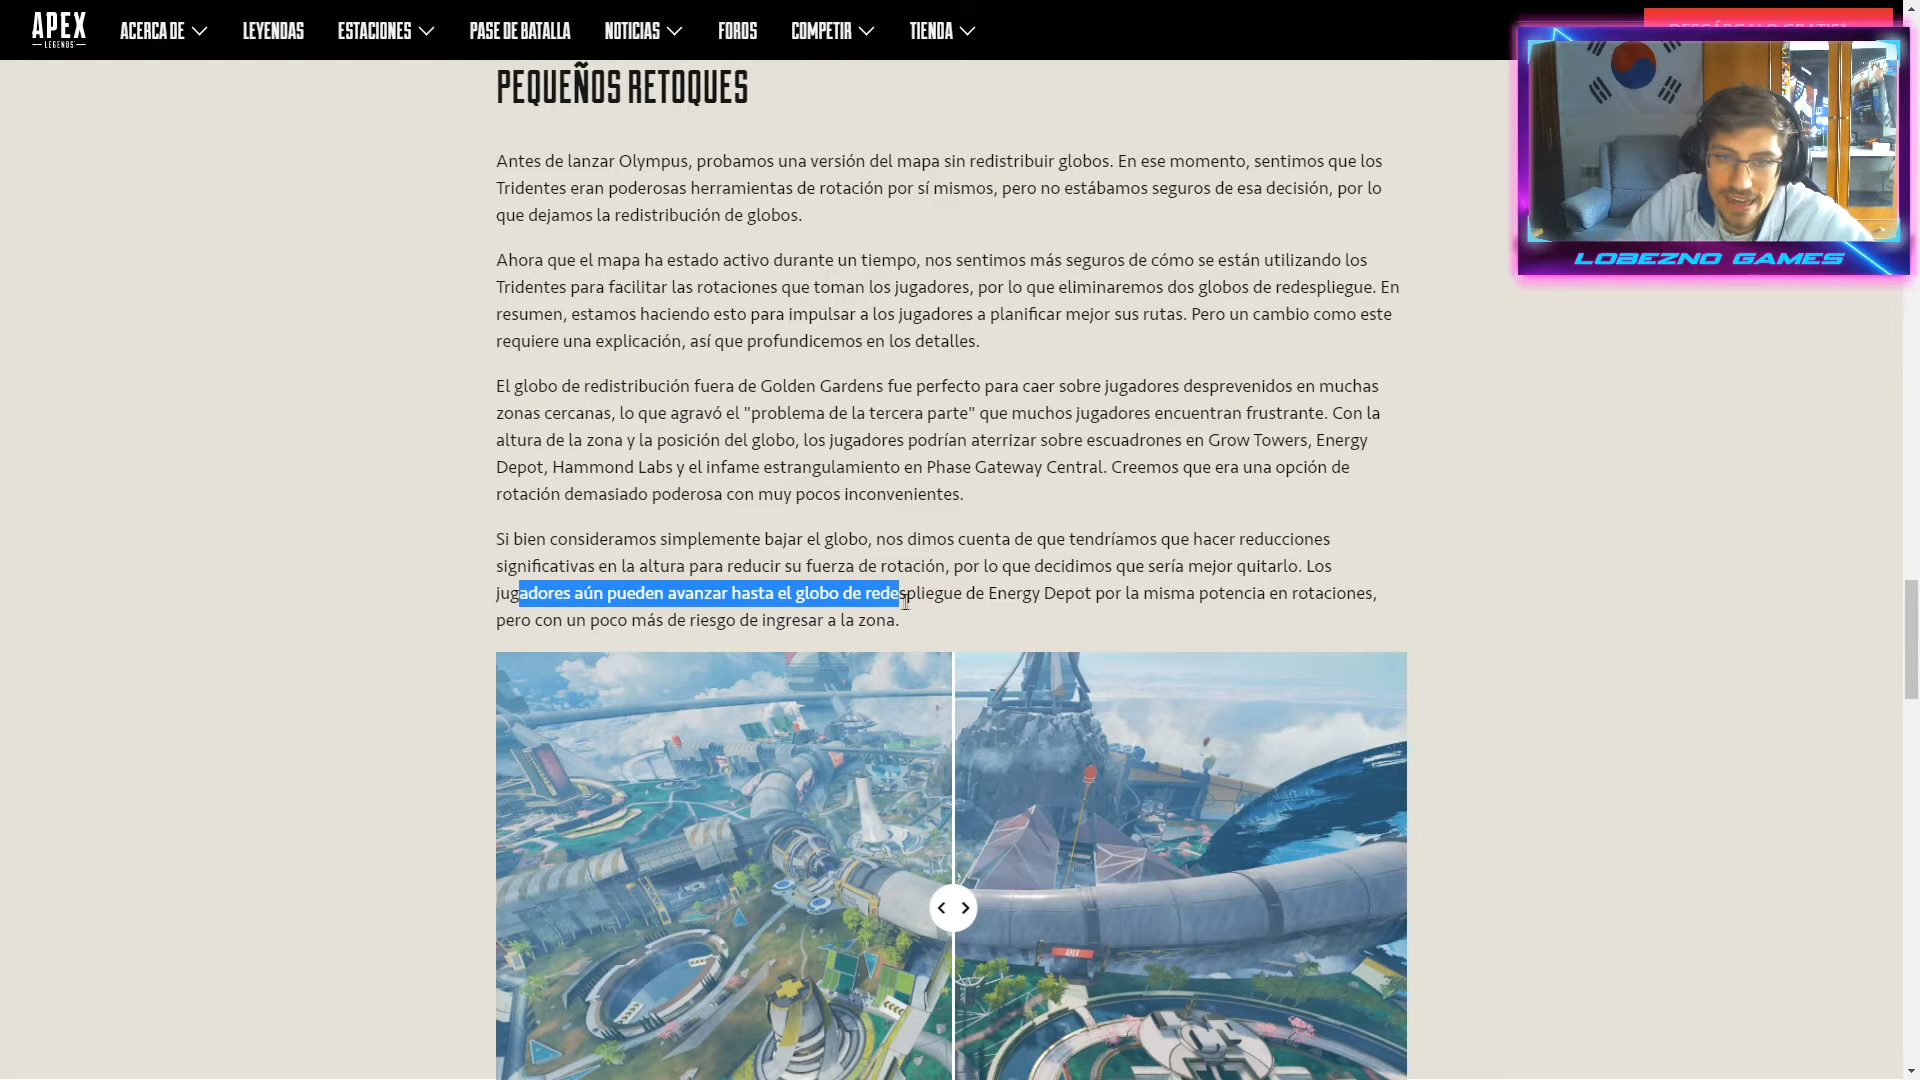 APEX
LEGENDS
ACERCA DE
LEYENDAS
ESTACIONES
PASE DE BATALLA
NOTICIAS
FOROS
COMPETIR
TIENDA
DESCÁRGALO GRATIS*
LOBEZNO GAMES
PEQUEÑOS RETOQUES
Antes de lanzar Olympus, probamos una versión del mapa sin redistribuir globos. En ese momento, sentimos que los
Tridentes eran poderosas herramientas de rotación por sí mismos, pero no estábamos seguros de esa decisión, por lo
que dejamos la redistribución de globos.
Ahora que el mapa ha estado activo durante un tiempo, nos sentimos más seguros de cómo se están utilizando los
Tridentes para facilitar las rotaciones que toman los jugadores, por lo que eliminaremos dos globos de redespliegue. En
resumen, estamos haciendo esto para impulsar a los jugadores a planificar mejor sus rutas. Pero un cambio como este
requiere una explicación, así que profundicemos en los detalles.
El globo de redistribución fuera de Golden Gardens fue perfecto para caer sobre jugadores desprevenidos en muchas
zonas cercanas, lo que agravó el "problema de la tercera parte" que muchos jugadores encuentran frustrante. Con la
altura de la zona y la posición del globo, los jugadores podrían aterrizar sobre escuadrones en Grow Towers, Energy
Depot, Hammond Labs y el infame estrangulamiento en Phase Gateway Central. Creemos que era una opción de
rotación demasiado poderosa con muy pocos inconvenientes.
Si bien consideramos simplemente bajar el globo, nos dimos cuenta de que tendríamos que hacer reducciones
significativas en la altura para reducir su fuerza de rotación, por lo que decidimos que sería mejor quitarlo. Los
jugadores aún pueden avanzar hasta el globo de redespliegue de Energy Depot por la misma potencia en rotaciones,
pero con un poco más de riesgo de ingresar a la zona.
APEX